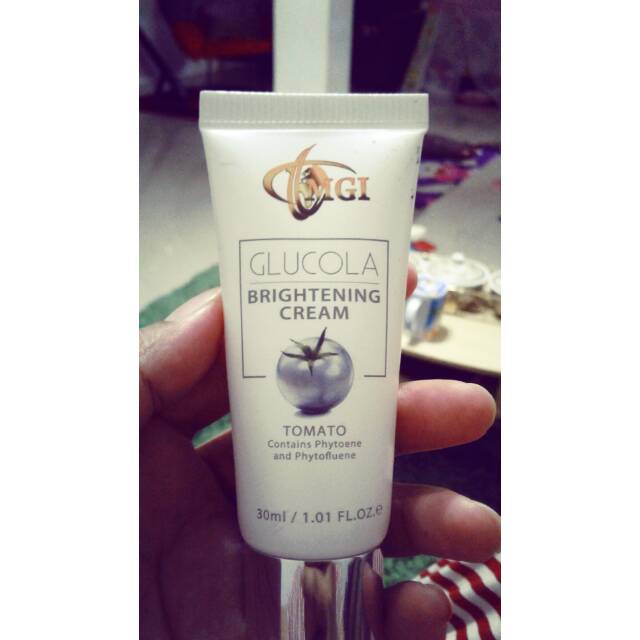 MGI
GLUCOLA
BRIGHTENING
CREAM
TOMATO
Contains Phytoene
and Phytofluene
30ml / 1.01 FL.OZ.e